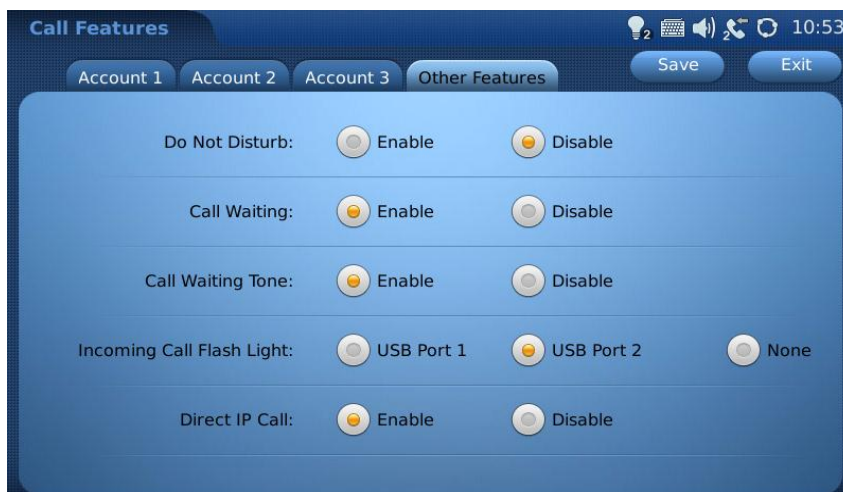 Call Features
2 2 10:53
Save Exit
Account 1 Account 2 Account 3 Other Features
Do Not Disturb: Enable Disable
Call Waiting: Enable Disable
Call Waiting Tone: Enable Disable
Incoming Call Flash Light: USB Port 1 USB Port 2 None
Direct IP Call: Enable Disable